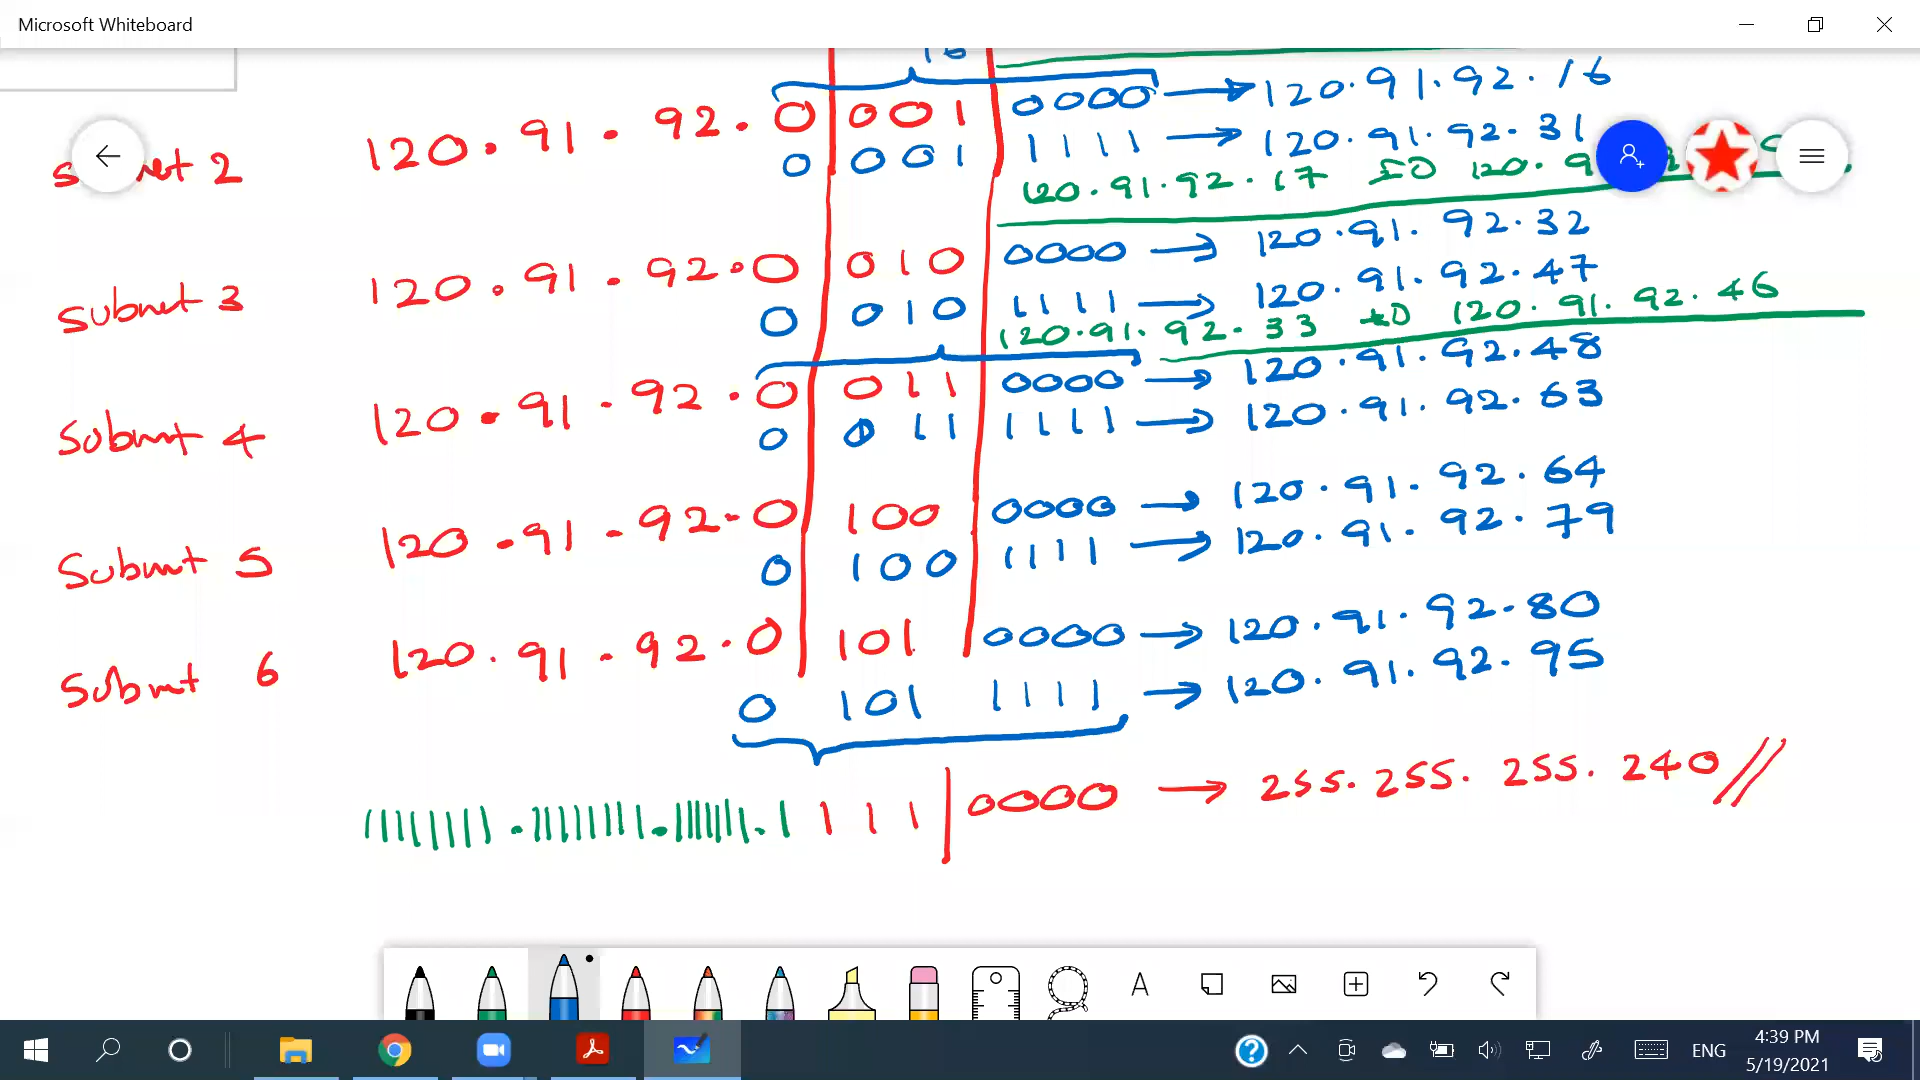 Microsoft Whiteboard
16
120.91.92.0 001 0000 → 120.91.92.16
subnet 2
0 001 1111 → 120.91.92.31
120.91.92.17 to 120.9
subnet 3 120.91.92.0 010 0000 → 120.91.92.32
0 010 1111 → 120.91.92.47
120.91.92.33 to 120.91.92.46
Subnet 4 120.91.92.0 011 0000 → 120.91.92.48
0 011 1111 → 120.91.92.63
Subnet 5 120.91.92.0 100 0000 → 120.91.92.64
0 100 1111 → 120.91.92.79
Subnet 6 120.91.92.0 101 0000 → 120.91.92.80
0 101 1111 → 120.91.92.95
11111111.11111111.11111111.1 111 0000 → 255.255.255.240//
A
ENG
4:39 PM
5/19/2021